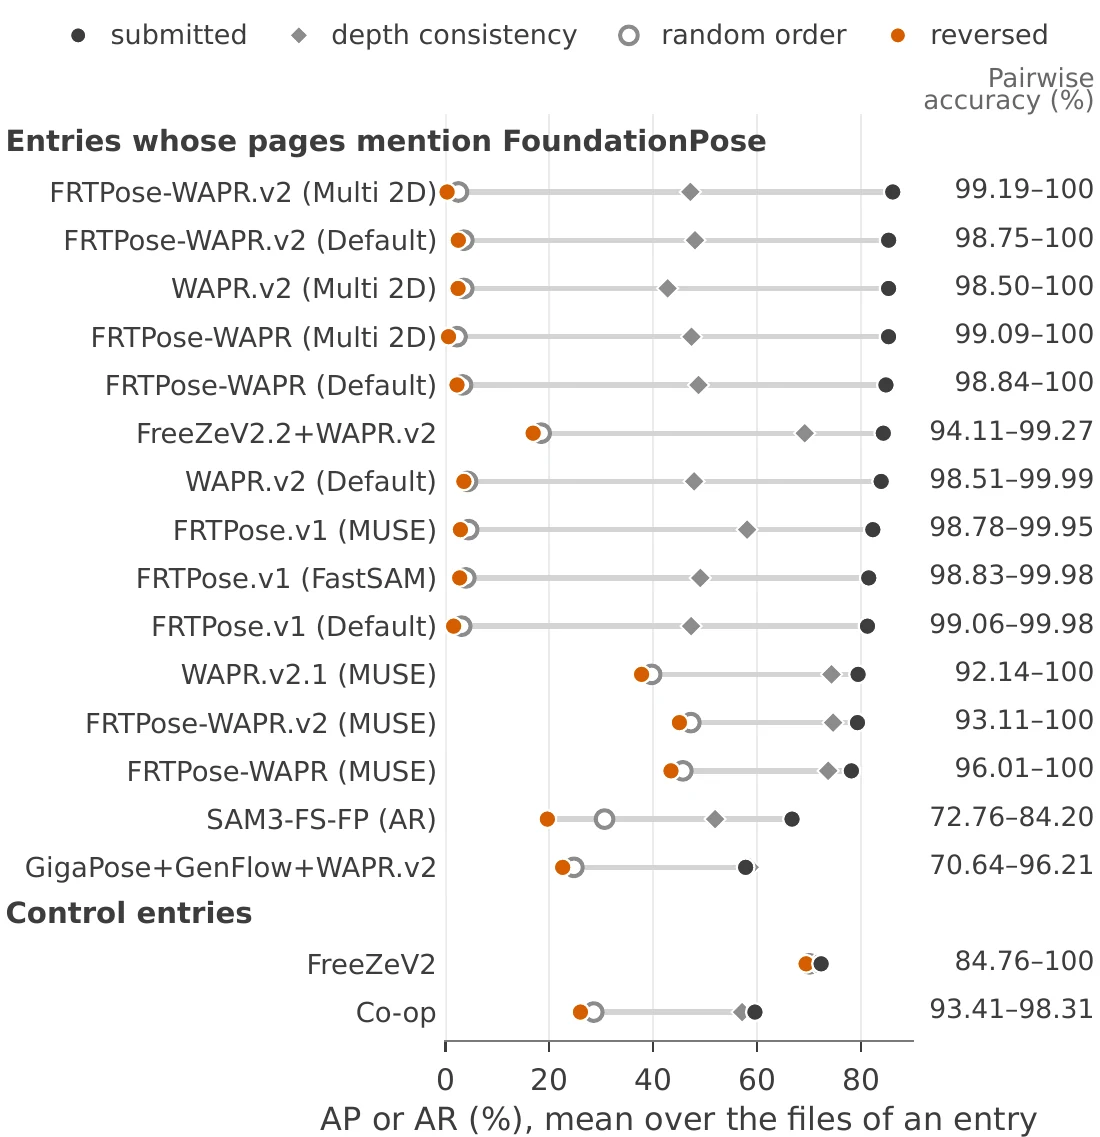 submitted depth consistency random order reversed
Pairwise
accuracy (%)
Entries whose pages mention FoundationPose
FRTPose-WAPR.v2 (Multi 2D) 99.19–100
FRTPose-WAPR.v2 (Default) 98.75–100
WAPR.v2 (Multi 2D) 98.50–100
FRTPose-WAPR (Multi 2D) 99.09–100
FRTPose-WAPR (Default) 98.84–100
FreeZeV2.2+WAPR.v2 94.11–99.27
WAPR.v2 (Default) 98.51–99.99
FRTPose.v1 (MUSE) 98.78–99.95
FRTPose.v1 (FastSAM) 98.83–99.98
FRTPose.v1 (Default) 99.06–99.98
WAPR.v2.1 (MUSE) 92.14–100
FRTPose-WAPR.v2 (MUSE) 93.11–100
FRTPose-WAPR (MUSE) 96.01–100
SAM3-FS-FP (AR) 72.76–84.20
GigaPose+GenFlow+WAPR.v2 70.64–96.21
Control entries
FreeZeV2 84.76–100
Co-op 93.41–98.31
0 20 40 60 80
AP or AR (%), mean over the files of an entry